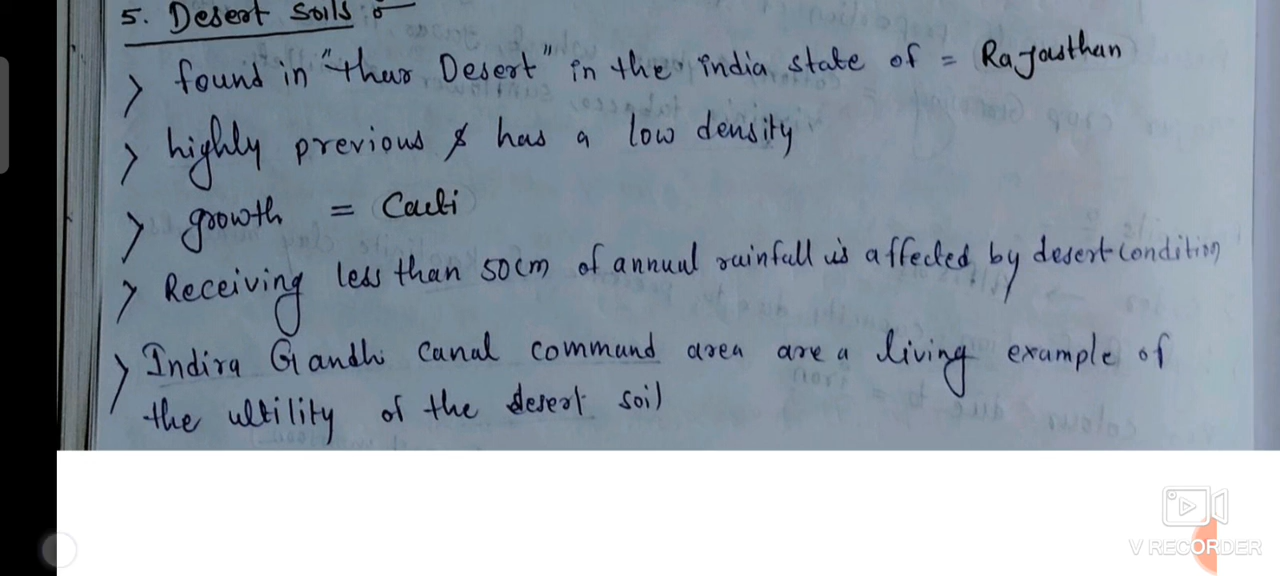 5. Desert Soils :-
> found in "thar Desert" in the india state of = Rajasthan
> highly previous & has a low density
> growth = Cacti
> Receiving less than 50cm of annual rainfall is affected by desert condition
> Indira Gandhi Canal command area are a living example of
the ultility of the desert soil
V RECORDER